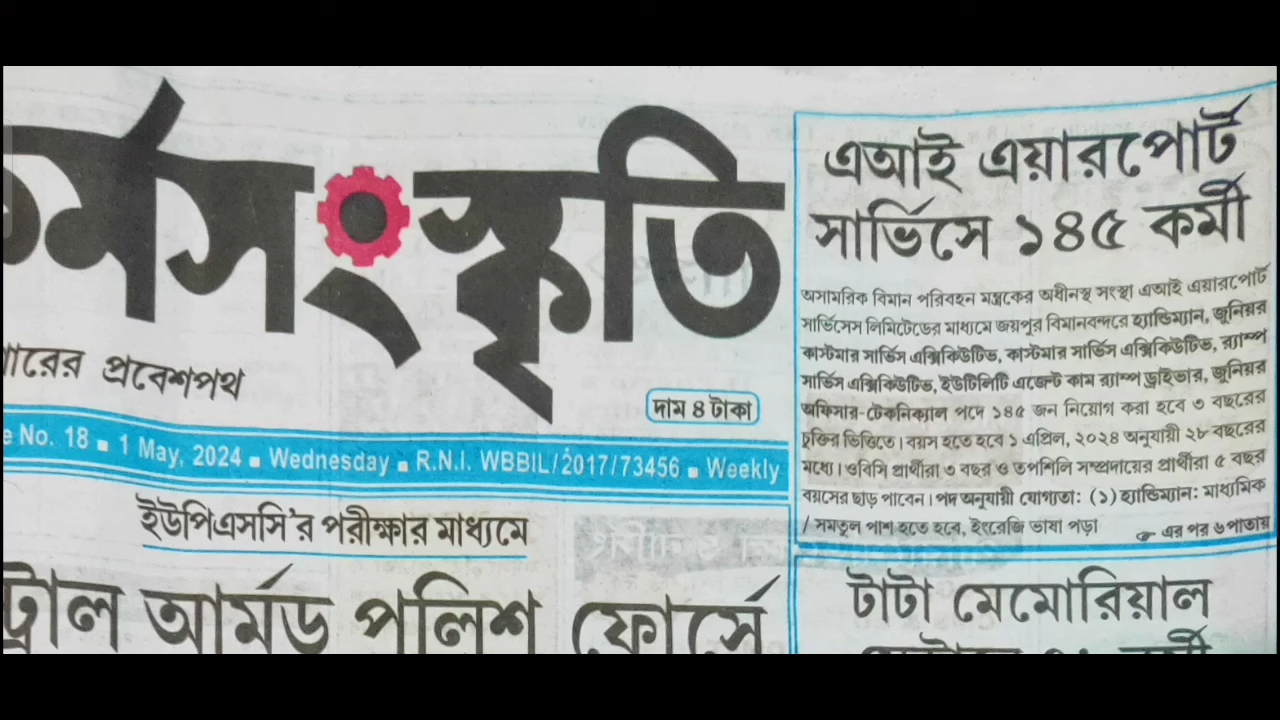 র্মসংস্কৃতি
প্রবেশপথ
দাম ৪ টাকা
No. 18 ■ 1 May, 2024 ■ Wednesday ■ R.N.I. WBBIL/2017/73456 ■ Weekly
ইউপিএসসি'র পরীক্ষার মাধ্যমে
আর্মড পুলিশ ফোর্সে
এআই এয়ারপোর্ট
সার্ভিসে ১৪৫ কর্মী
অসামরিক বিমান পরিবহন মন্ত্রকের অধীনস্থ সংস্থা এআই এয়ারপোর্ট
সার্ভিসেস লিমিটেডের মাধ্যমে জয়পুর বিমানবন্দরে হ্যান্ডিম্যান, জুনিয়র
কাস্টমার সার্ভিস এক্সিকিউটিভ, কাস্টমার সার্ভিস এক্সিকিউটিভ, র‍্যাম্প
সার্ভিস এক্সিকিউটিভ, ইউটিলিটি এজেন্ট কাম র‍্যাম্প ড্রাইভার, জুনিয়র
অফিসার-টেকনিক্যাল পদে ১৪৫ জন নিয়োগ করা হবে ৩ বছরের
চুক্তির ভিত্তিতে। বয়স হতে হবে ১ এপ্রিল, ২০২৪ অনুযায়ী ২৮ বছরের
মধ্যে। ওবিসি প্রার্থীরা ৩ বছর ও তপশিলি সম্প্রদায়ের প্রার্থীরা ৫ বছর
বয়সের ছাড় পাবেন। পদ অনুযায়ী যোগ্যতা: (১) হ্যান্ডিম্যান: মাধ্যমিক
/ সমতুল পাশ হতে হবে, ইংরেজি ভাষা পড়া
☞ এর পর ৬ পাতায়
টাটা মেমোরিয়াল